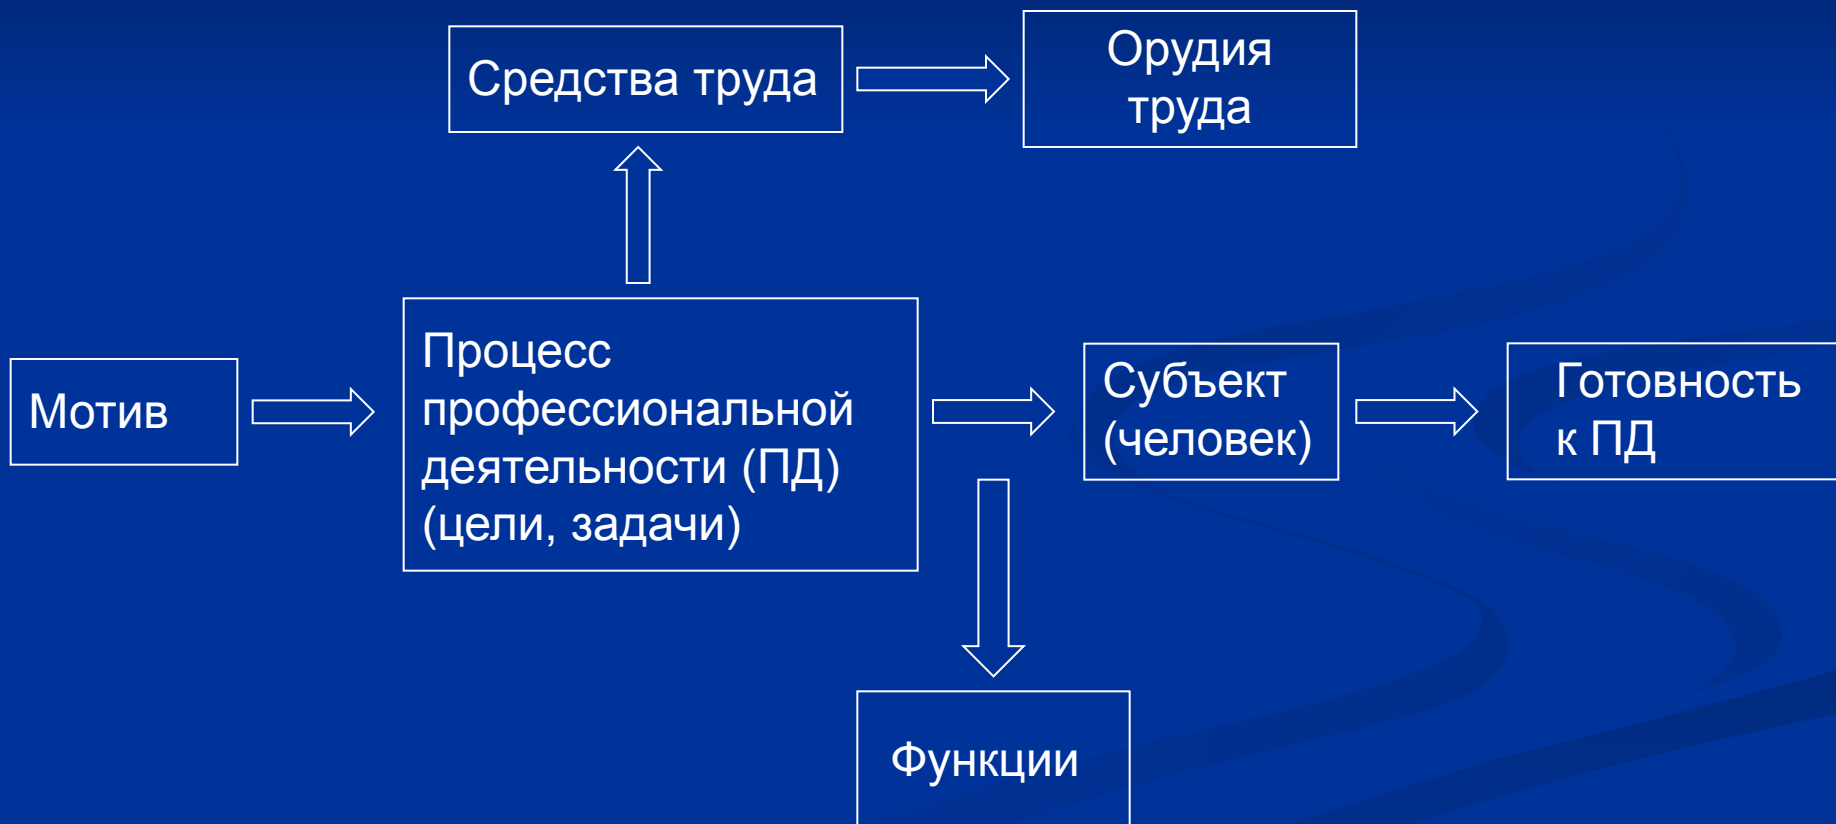 Средства труда
Орудия
труда
Мотив
Процесс
профессиональной
деятельности (ПД)
(цели, задачи)
Субъект
(человек)
Готовность
к ПД
Функции